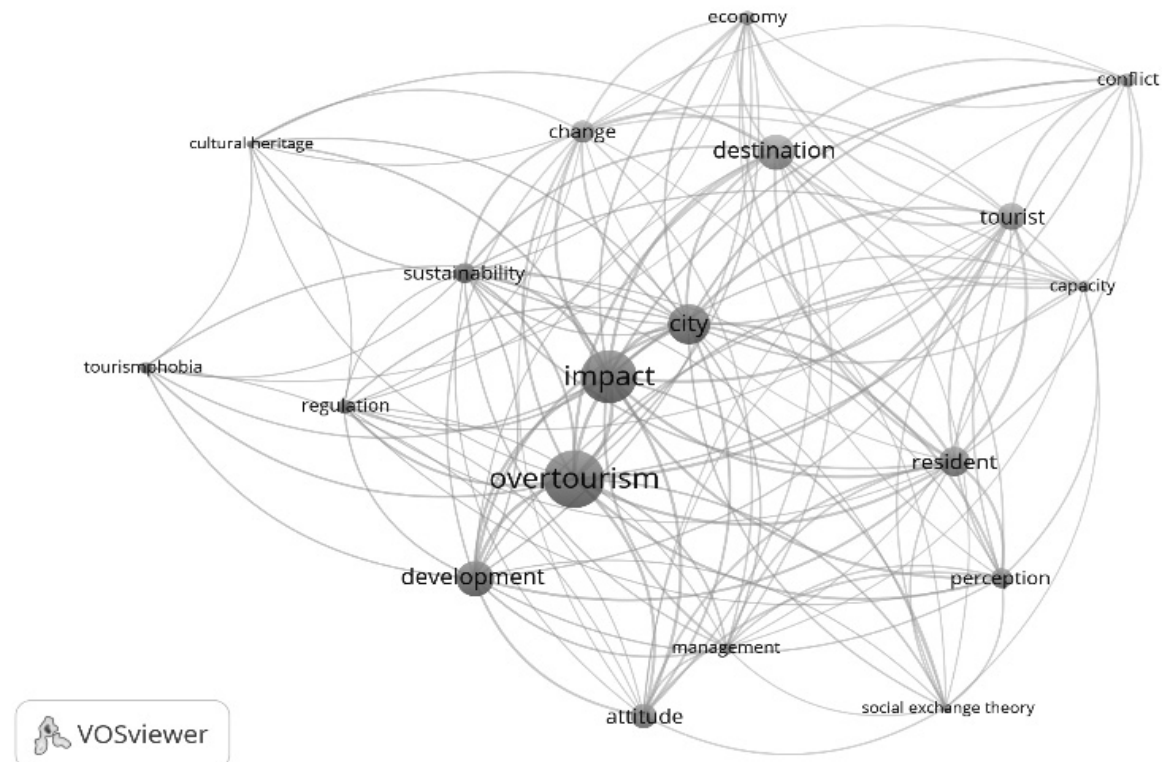 economy
conflict
cultural heritage
change
destination
tourist
sustainability
capacity
city
tourismphobia
impact
regulation
resident
overtourism
development
perception
management
social exchange theory
attitude
VOSviewer